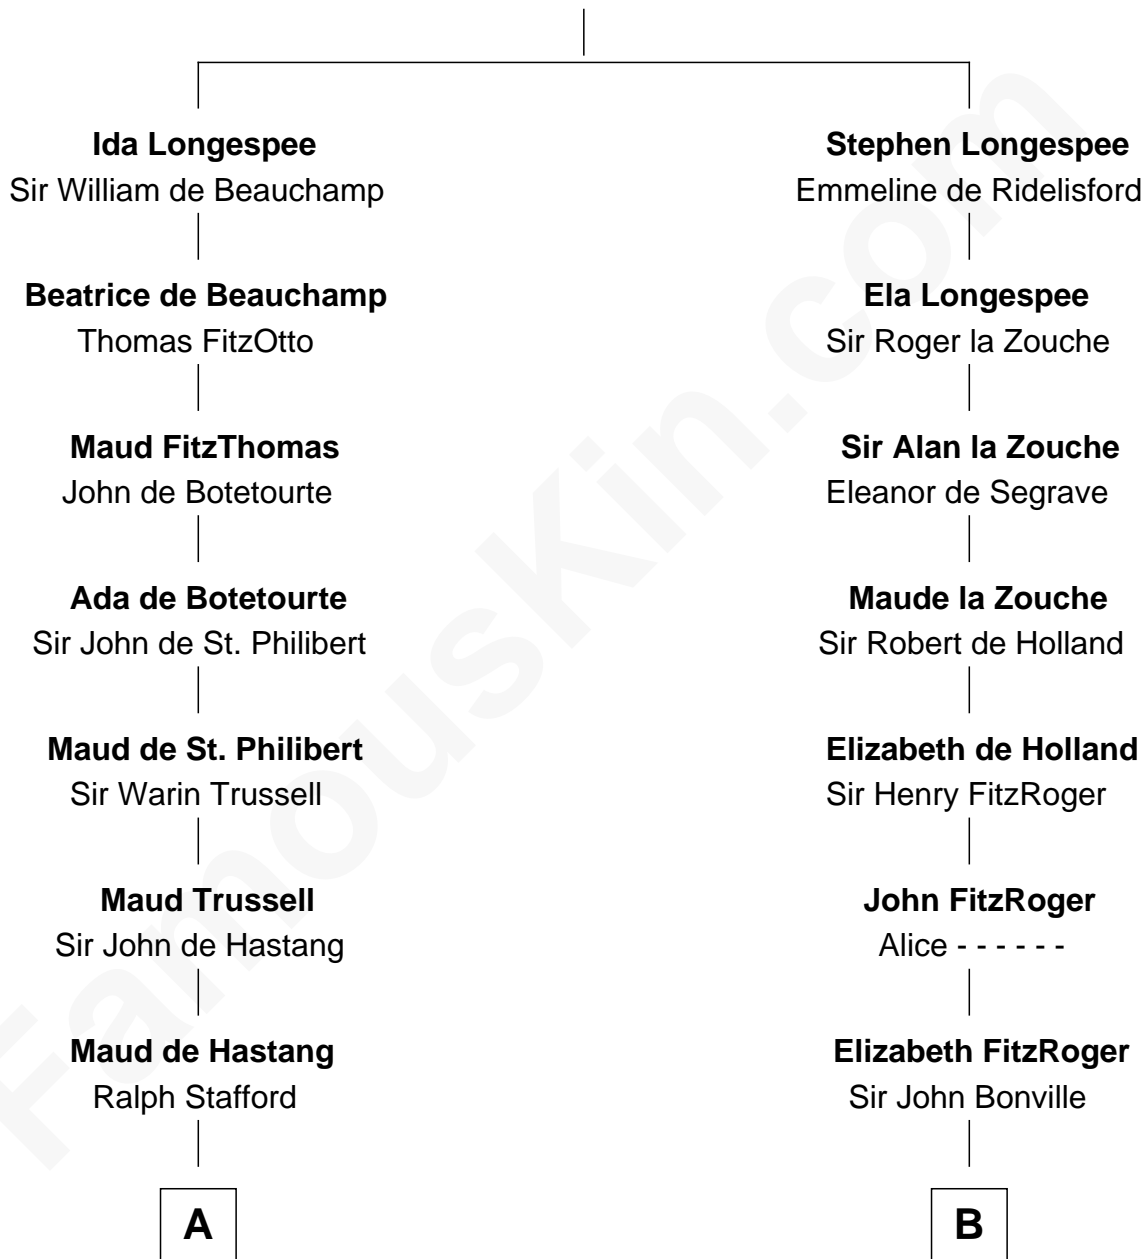 Ida Longespee
Sir William de Beauchamp
Beatrice de Beauchamp
Thomas FitzOtto
Maud FitzThomas
John de Botetourte
Ada de Botetourte
Sir John de St. Philibert
Maud de St. Philibert
Sir Warin Trussell
Maud Trussell
Sir John de Hastang
Maud de Hastang
Ralph Stafford
A
Stephen Longespee
Emmeline de Ridelisford
Ela Longespee
Sir Roger la Zouche
Sir Alan la Zouche
Eleanor de Segrave
Maude la Zouche
Sir Robert de Holland
Elizabeth de Holland
Sir Henry FitzRoger
John FitzRoger
Alice - - - - - -
Elizabeth FitzRoger
Sir John Bonville
B
FamousKin.com